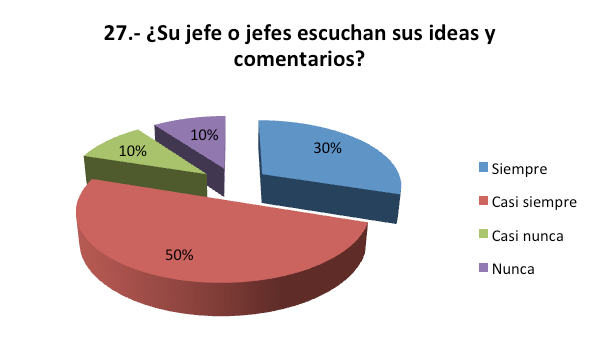 27.- ¿Su jefe o jefes escuchan sus ideas y
comentarios?
10%
30%
10%
50%
Siempre
Casi siempre
Casi nunca
Nunca